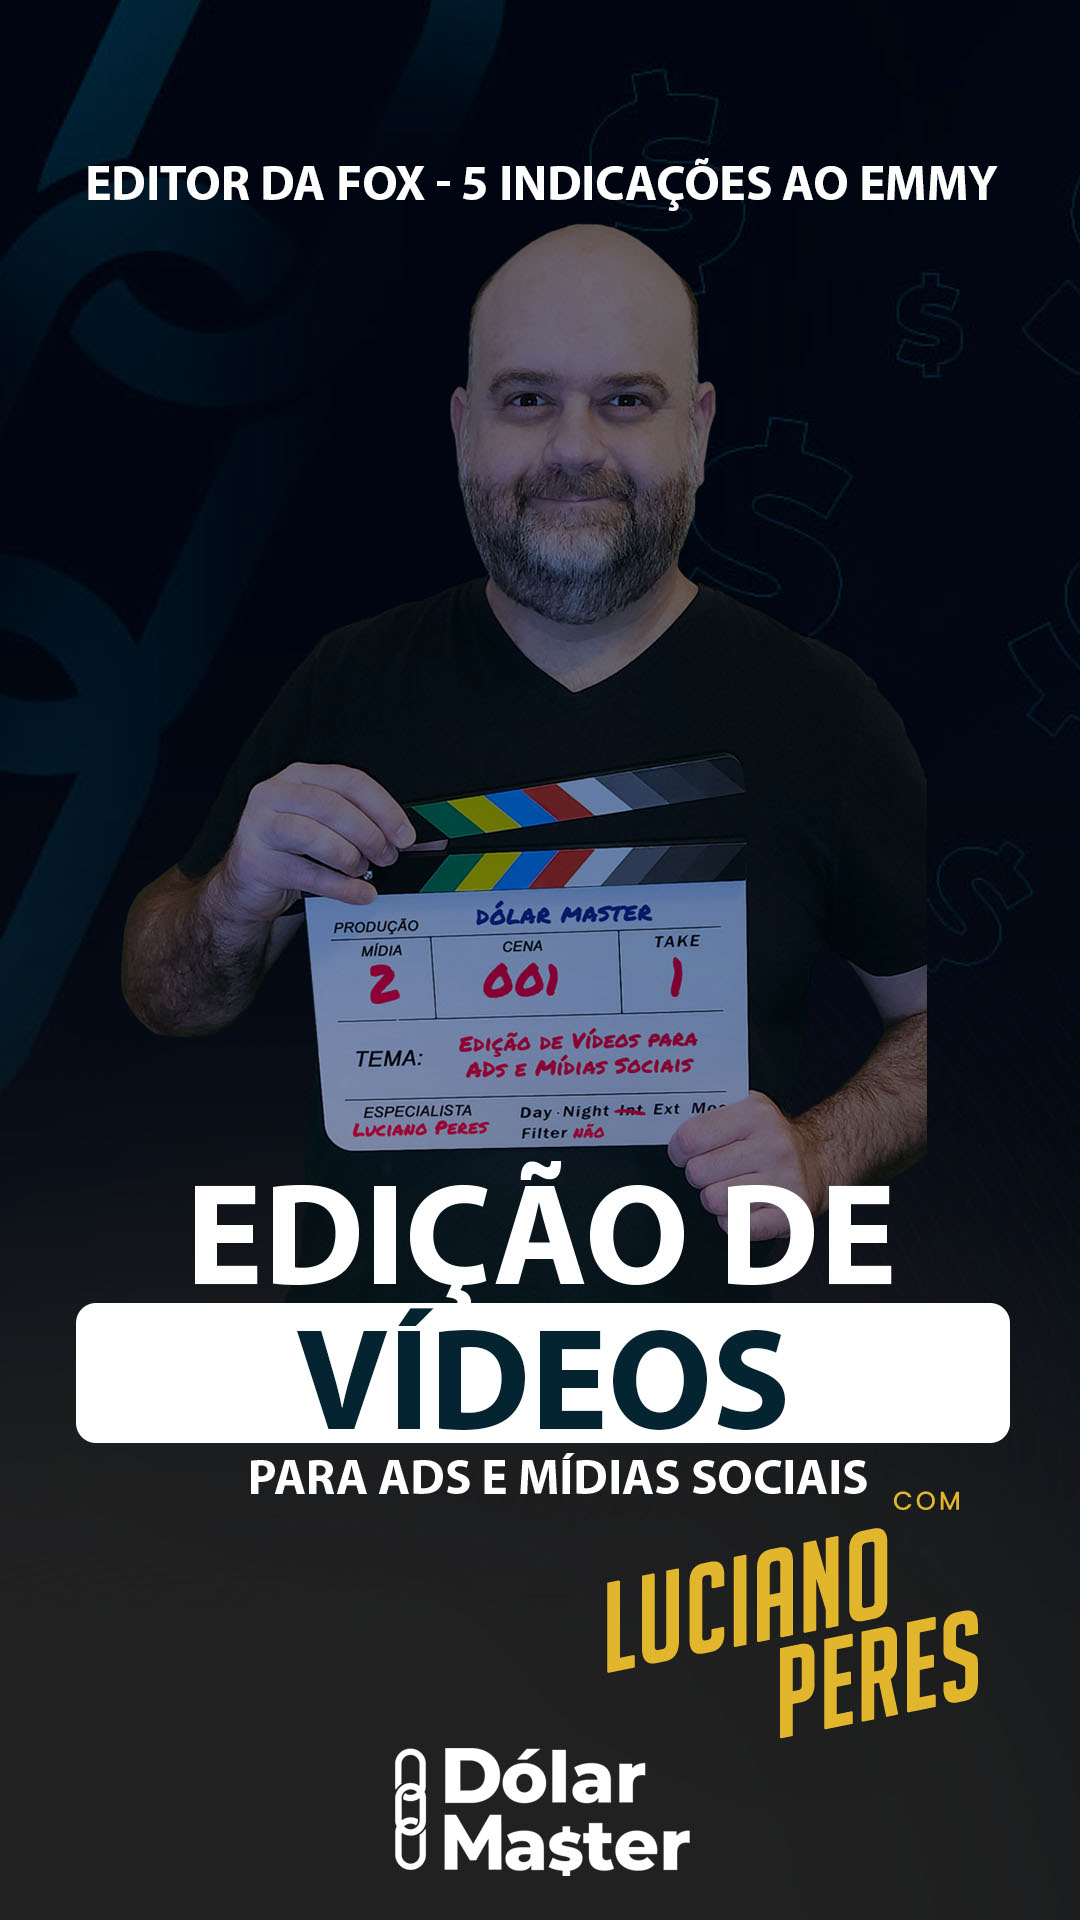 EDITOR DA FOX - 5 INDICAÇÕES AO EMMY
PRODUÇÃO DÓLAR MASTER
MÍDIA CENA TAKE
2 001 1
TEMA: EDIÇÃO DE VÍDEOS PARA
ADS E MÍDIAS SOCIAIS
ESPECIALISTA Day · Night Int Ext
LUCIANO PERES Filter NÃO
EDIÇÃO DE
VÍDEOS
PARA ADS E MÍDIAS SOCIAIS
COM
LUCIANO
PERES
Dólar
Ma$ter